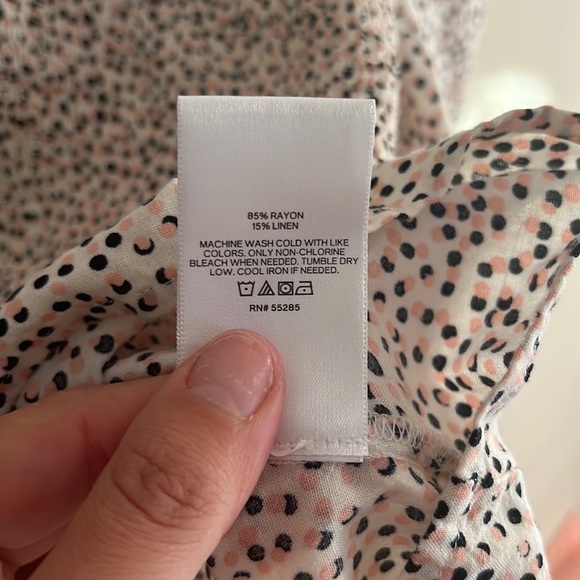 85% RAYON
15% LINEN
MACHINE WASH COLD WITH LIKE
COLORS. ONLY NON-CHLORINE
BLEACH WHEN NEEDED. TUMBLE DRY
LOW. COOL IRON IF NEEDED.
RN# 55285